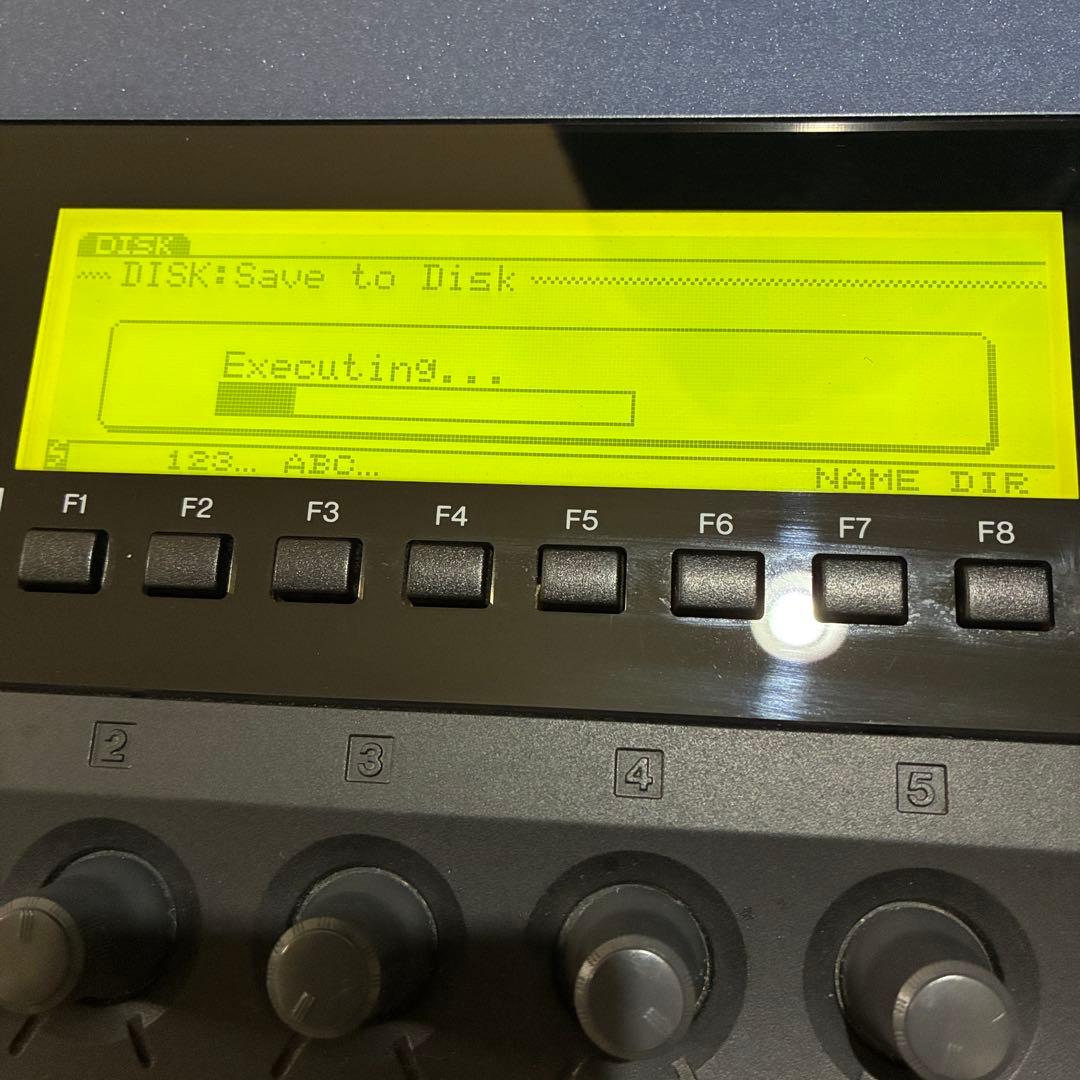 DISK
DISK:Save to Disk
Executing...
123... ABC... NAME DIR
F1 F2 F3 F4 F5 F6 F7 F8
2 3 4 5